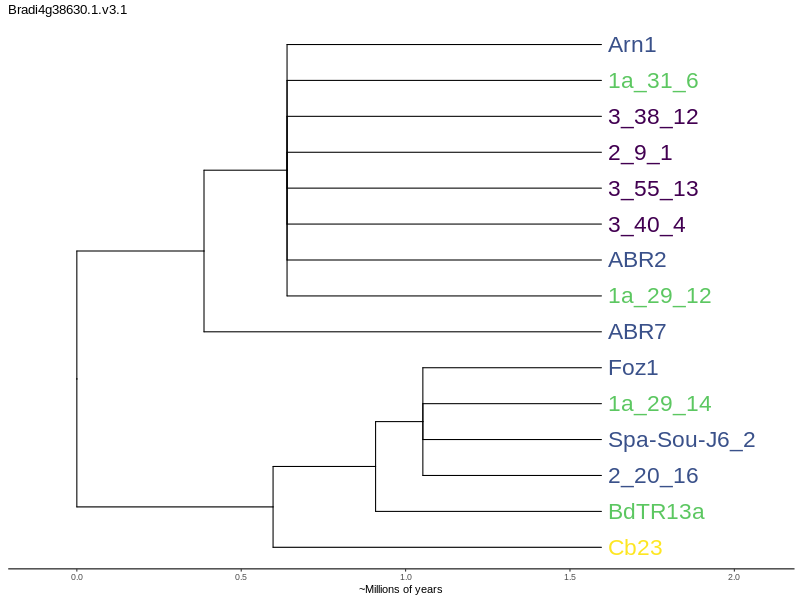 Bradi4g38630.1.v3.1
Arn1
1a_31_6
3_38_12
2_9_1
3_55_13
3_40_4
ABR2
1a_29_12
ABR7
Foz1
1a_29_14
Spa-Sou-J6_2
2_20_16
BdTR13a
Cb23
0.0 0.5 1.0 1.5 2.0
~Millions of years